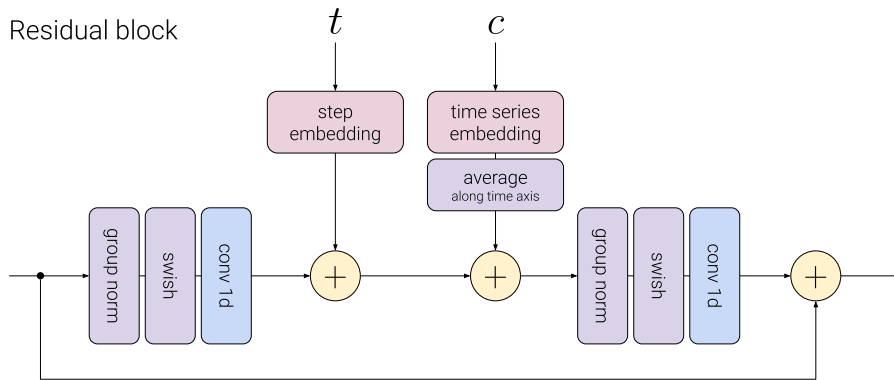 Residual block
t
c
step
embedding
time series
embedding
average
along time axis
group norm
swish
conv 1d
+
+
group norm
swish
conv 1d
+